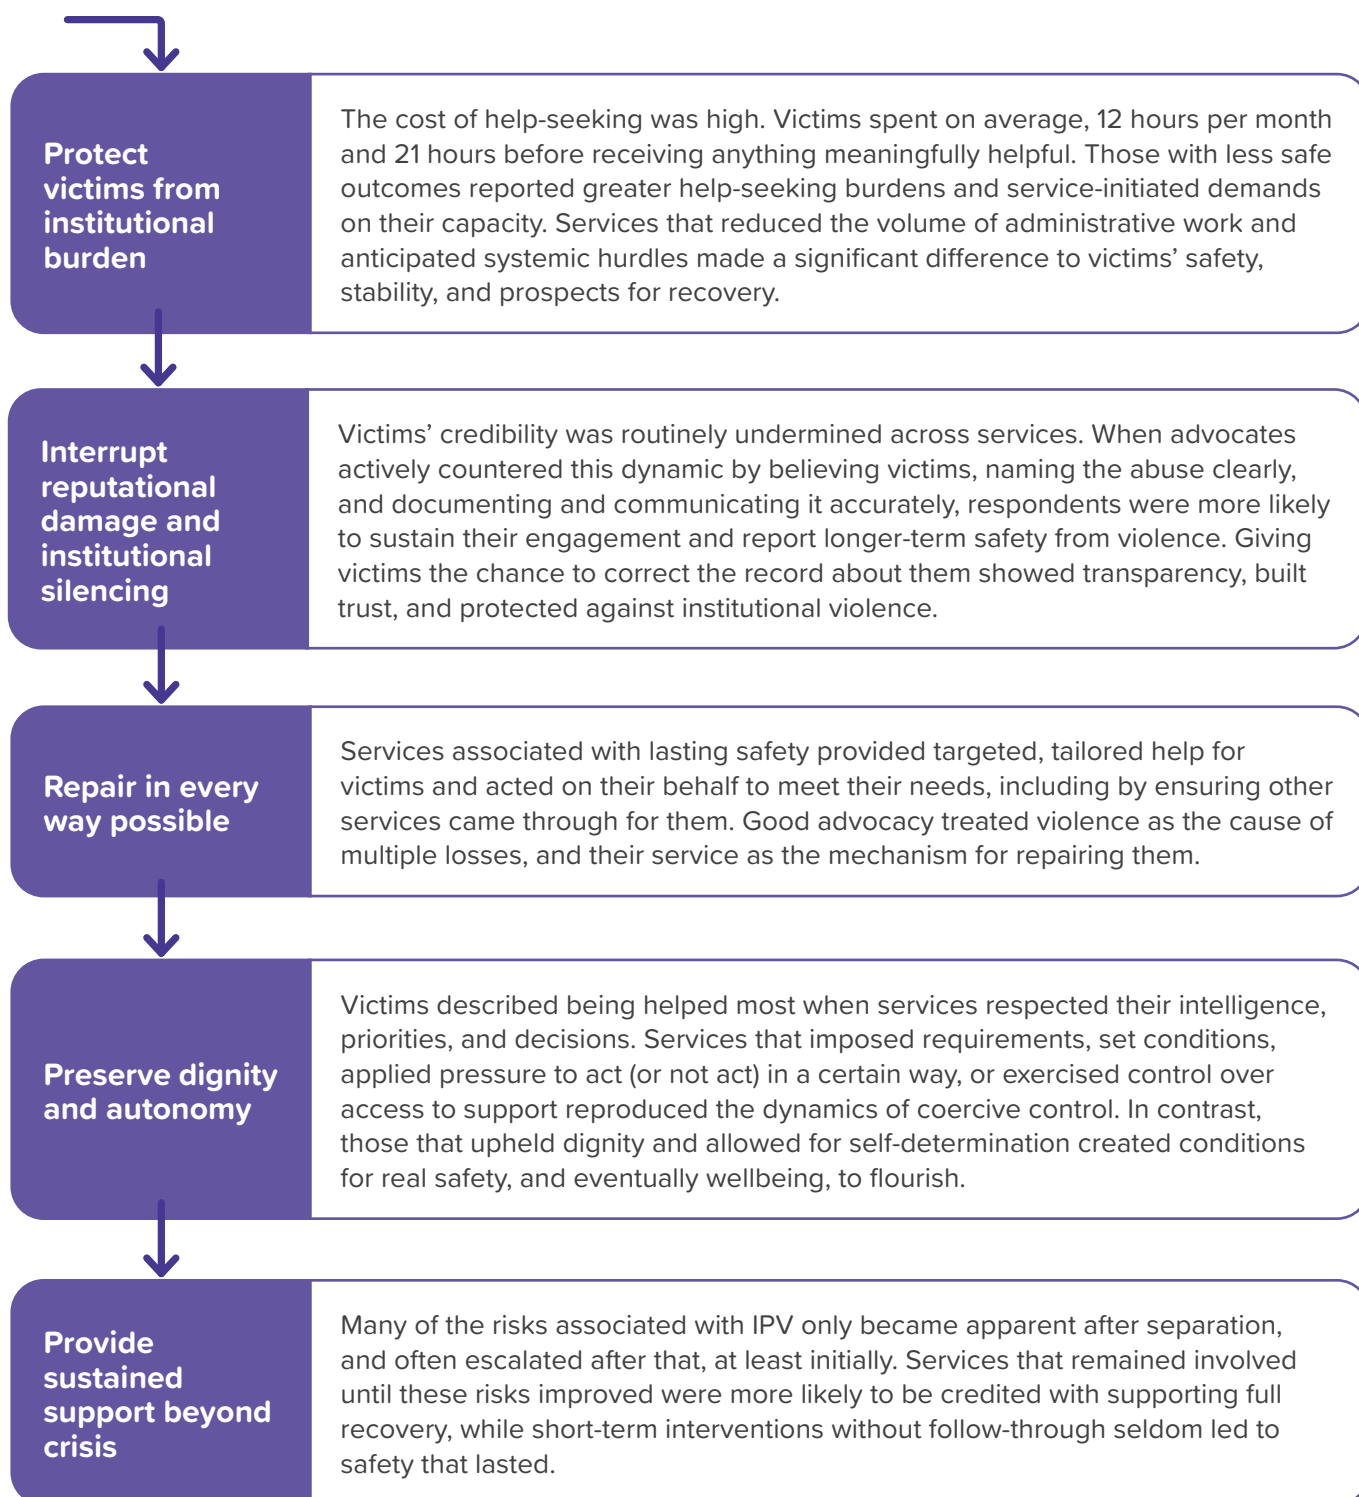 Protect
victims from
institutional
burden
The cost of help-seeking was high. Victims spent on average, 12 hours per month
and 21 hours before receiving anything meaningfully helpful. Those with less safe
outcomes reported greater help-seeking burdens and service-initiated demands
on their capacity. Services that reduced the volume of administrative work and
anticipated systemic hurdles made a significant difference to victims’ safety,
stability, and prospects for recovery.
Interrupt
reputational
damage and
institutional
silencing
Victims’ credibility was routinely undermined across services. When advocates
actively countered this dynamic by believing victims, naming the abuse clearly,
and documenting and communicating it accurately, respondents were more likely
to sustain their engagement and report longer-term safety from violence. Giving
victims the chance to correct the record about them showed transparency, built
trust, and protected against institutional violence.
Repair in every
way possible
Services associated with lasting safety provided targeted, tailored help for
victims and acted on their behalf to meet their needs, including by ensuring other
services came through for them. Good advocacy treated violence as the cause of
multiple losses, and their service as the mechanism for repairing them.
Preserve dignity
and autonomy
Victims described being helped most when services respected their intelligence,
priorities, and decisions. Services that imposed requirements, set conditions,
applied pressure to act (or not act) in a certain way, or exercised control over
access to support reproduced the dynamics of coercive control. In contrast,
those that upheld dignity and allowed for self-determination created conditions
for real safety, and eventually wellbeing, to flourish.
Provide
sustained
support beyond
crisis
Many of the risks associated with IPV only became apparent after separation,
and often escalated after that, at least initially. Services that remained involved
until these risks improved were more likely to be credited with supporting full
recovery, while short-term interventions without follow-through seldom led to
safety that lasted.